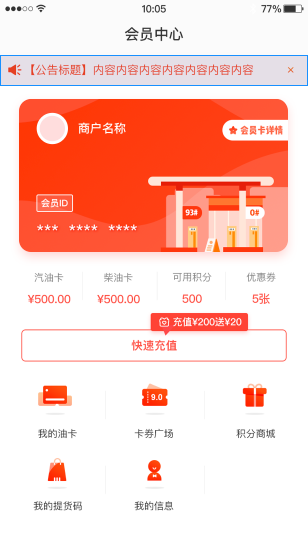 10:05
77%
会员中心
【公告标题】内容内容内容内容内容内容内容 ×
商户名称
会员卡详情
会员ID
*** **** ****
93# 0#
汽油卡 柴油卡 可用积分 优惠券
¥500.00 ¥500.00 500 5张
充值¥200送¥20
快速充值
9.0
我的油卡 卡券广场 积分商城
我的提货码 我的信息